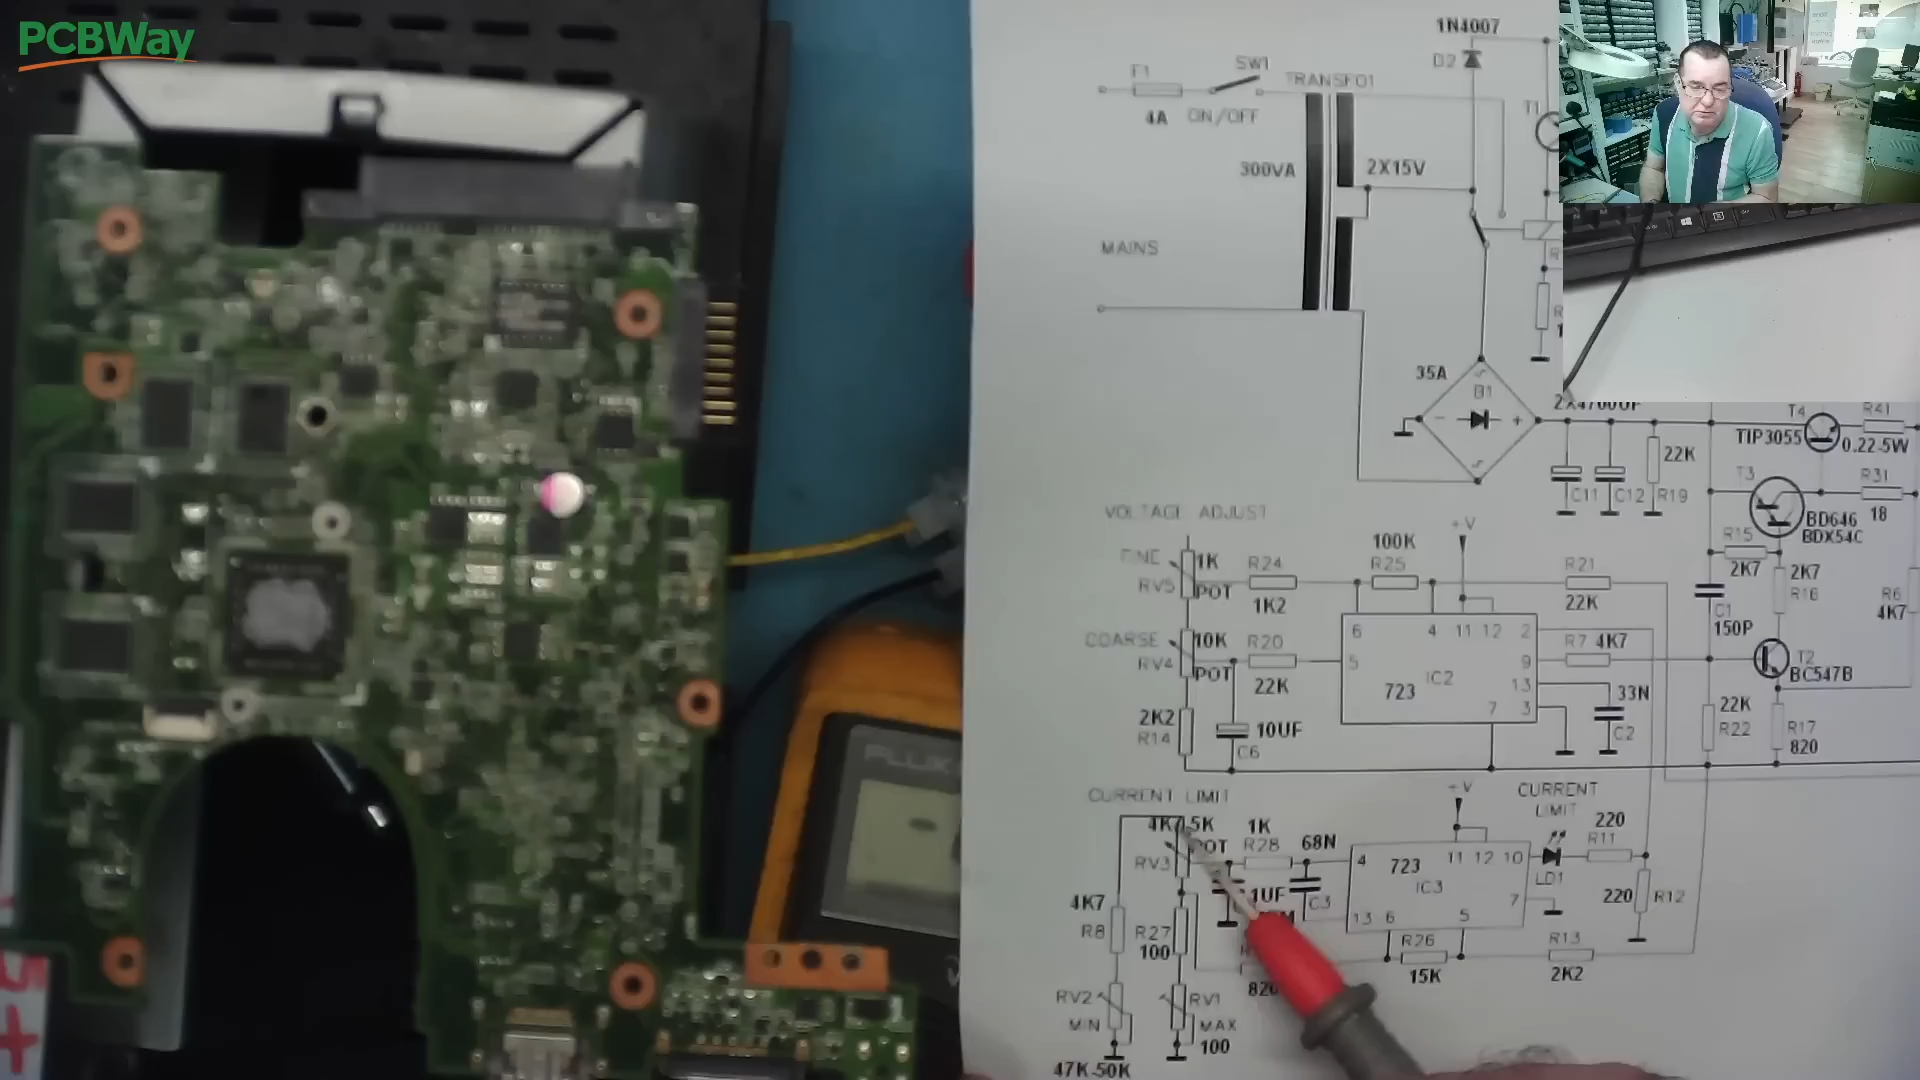 PCBWay
1N4007
D2
F1
SW1
TRANSFO1
T1
4A
ON/OFF
300VA
2X15V
MAINS
35A
B1
2X4700UF
T4
R41
TIP3055
0.22-5W
22K
T3
R31
C11
C12
R19
18
BD646
BDX54C
VOLTAGE ADJUST
+V
100K
R15
FINE
1K
R24
R25
R21
2K7
2K7
RV5
POT
1K2
22K
R16
R6
4K7
C1
150P
COARSE
10K
R20
6
4
11
12
2
R7
4K7
RV4
POT
5
9
T2
BC547B
22K
IC2
723
13
33N
2K2
R14
10UF
C6
7
3
C2
22K
R22
R17
820
CURRENT LIMIT
+V
CURRENT
LIMIT
4K7/5K
1K
220
POT
R28
68N
R11
RV3
4
723
11
12
10
IC3
LD1
1UF
C3
7
220
R12
4K7
R8
R27
100
13
6
5
R26
R13
15K
2K2
820
RV2
RV1
MIN
MAX
100
47K-50K
FLUK